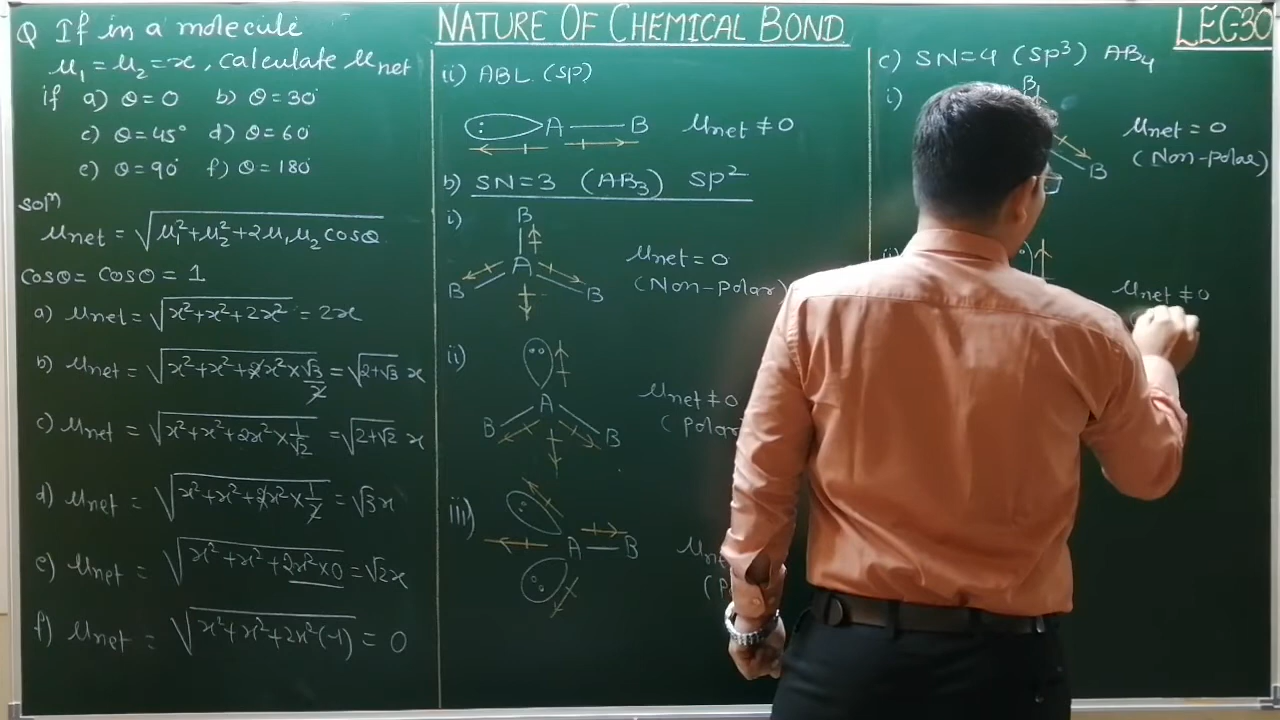 NATURE OF CHEMICAL BOND
LEC30
Q If in a molecule
μ₁ = μ₂ = x, calculate μnet
if a) θ = 0 b) θ = 30°
c) θ = 45° d) θ = 60°
e) θ = 90° f) θ = 180°
solⁿ
μnet = √(μ₁² + μ₂² + 2μ₁μ₂ cosθ)
cosθ = cos0 = 1
a) μnet = √(x² + x² + 2x²) = 2x
b) μnet = √(x² + x² + 2x² × √3/2) = √(2+√3) x
c) μnet = √(x² + x² + 2x² × 1/√2) = √(2+√2) x
d) μnet = √(x² + x² + 2x² × 1/2) = √3x
e) μnet = √(x² + x² + 2x² × 0) = √2x
f) μnet = √(x² + x² + 2x²(-1)) = 0
ii) ABL (sp)
A — B μnet ≠ 0
b) SN=3 (AB₃) sp²
i)
B
A
B B
μnet = 0
(Non-polar)
ii)
A
B B
μnet ≠ 0
(polar
iii)
A = B
c) SN=4 (sp³) AB₄
i)
B
B
μnet = 0
(Non-polar)
ii)
μnet ≠ 0